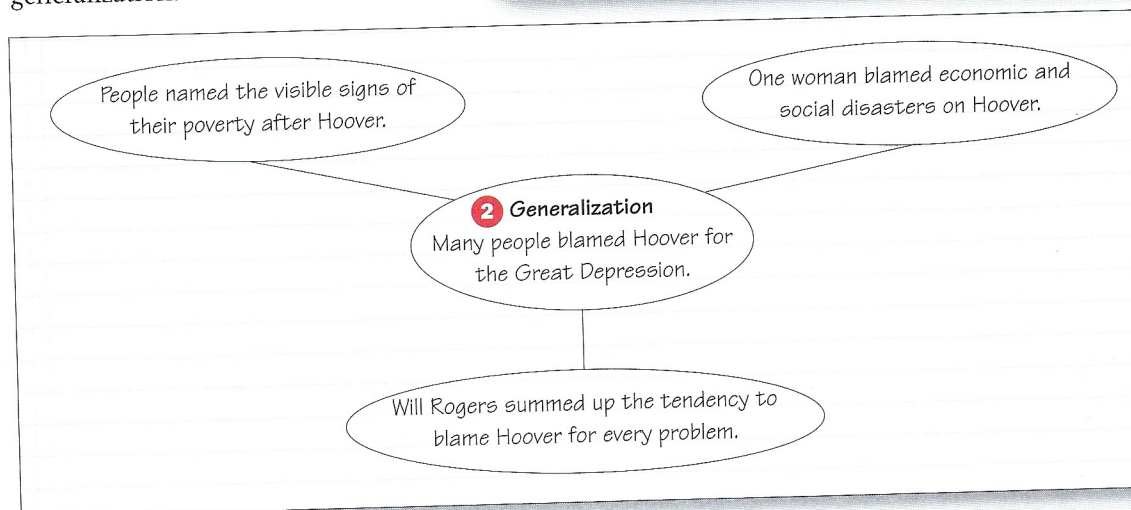 generalization.
People named the visible signs of
their poverty after Hoover.
One woman blamed economic and
social disasters on Hoover.
2 Generalization
Many people blamed Hoover for
the Great Depression.
Will Rogers summed up the tendency to
blame Hoover for every problem.